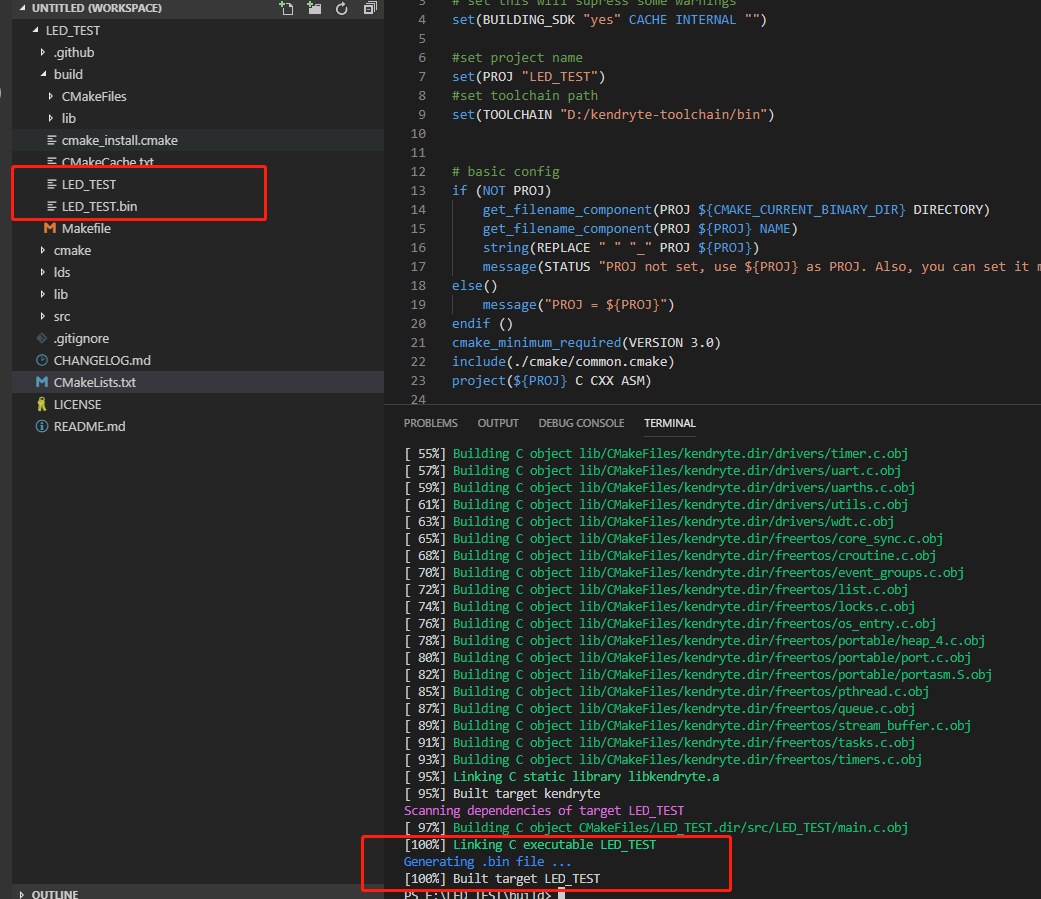 UNTITLED (WORKSPACE)
LED_TEST
.github
build
CMakeFiles
lib
cmake_install.cmake
CMakeCache.txt
LED_TEST
LED_TEST.bin
Makefile
cmake
lds
lib
src
.gitignore
CHANGELOG.md
CMakeLists.txt
LICENSE
README.md
OUTLINE
3 # set this will supress some warnings
4 set(BUILDING_SDK "yes" CACHE INTERNAL "")
5
6 #set project name
7 set(PROJ "LED_TEST")
8 #set toolchain path
9 set(TOOLCHAIN "D:/kendryte-toolchain/bin")
10
11
12 # basic config
13 if (NOT PROJ)
14 get_filename_component(PROJ ${CMAKE_CURRENT_BINARY_DIR} DIRECTORY)
15 get_filename_component(PROJ ${PROJ} NAME)
16 string(REPLACE " " "_" PROJ ${PROJ})
17 message(STATUS "PROJ not set, use ${PROJ} as PROJ. Also, you can set it m
18 else()
19 message("PROJ = ${PROJ}")
20 endif ()
21 cmake_minimum_required(VERSION 3.0)
22 include(./cmake/common.cmake)
23 project(${PROJ} C CXX ASM)
24
PROBLEMS OUTPUT DEBUG CONSOLE TERMINAL
[ 55%] Building C object lib/CMakeFiles/kendryte.dir/drivers/timer.c.obj
[ 57%] Building C object lib/CMakeFiles/kendryte.dir/drivers/uart.c.obj
[ 59%] Building C object lib/CMakeFiles/kendryte.dir/drivers/uarths.c.obj
[ 61%] Building C object lib/CMakeFiles/kendryte.dir/drivers/utils.c.obj
[ 63%] Building C object lib/CMakeFiles/kendryte.dir/drivers/wdt.c.obj
[ 65%] Building C object lib/CMakeFiles/kendryte.dir/freertos/core_sync.c.obj
[ 68%] Building C object lib/CMakeFiles/kendryte.dir/freertos/croutine.c.obj
[ 70%] Building C object lib/CMakeFiles/kendryte.dir/freertos/event_groups.c.obj
[ 72%] Building C object lib/CMakeFiles/kendryte.dir/freertos/list.c.obj
[ 74%] Building C object lib/CMakeFiles/kendryte.dir/freertos/locks.c.obj
[ 76%] Building C object lib/CMakeFiles/kendryte.dir/freertos/os_entry.c.obj
[ 78%] Building C object lib/CMakeFiles/kendryte.dir/freertos/portable/heap_4.c.obj
[ 80%] Building C object lib/CMakeFiles/kendryte.dir/freertos/portable/port.c.obj
[ 82%] Building C object lib/CMakeFiles/kendryte.dir/freertos/portable/portasm.S.obj
[ 85%] Building C object lib/CMakeFiles/kendryte.dir/freertos/pthread.c.obj
[ 87%] Building C object lib/CMakeFiles/kendryte.dir/freertos/queue.c.obj
[ 89%] Building C object lib/CMakeFiles/kendryte.dir/freertos/stream_buffer.c.obj
[ 91%] Building C object lib/CMakeFiles/kendryte.dir/freertos/tasks.c.obj
[ 93%] Building C object lib/CMakeFiles/kendryte.dir/freertos/timers.c.obj
[ 95%] Linking C static library libkendryte.a
[ 95%] Built target kendryte
Scanning dependencies of target LED_TEST
[ 97%] Building C object CMakeFiles/LED_TEST.dir/src/LED_TEST/main.c.obj
[100%] Linking C executable LED_TEST
Generating .bin file ...
[100%] Built target LED_TEST
PS E:\LED_TEST\build>